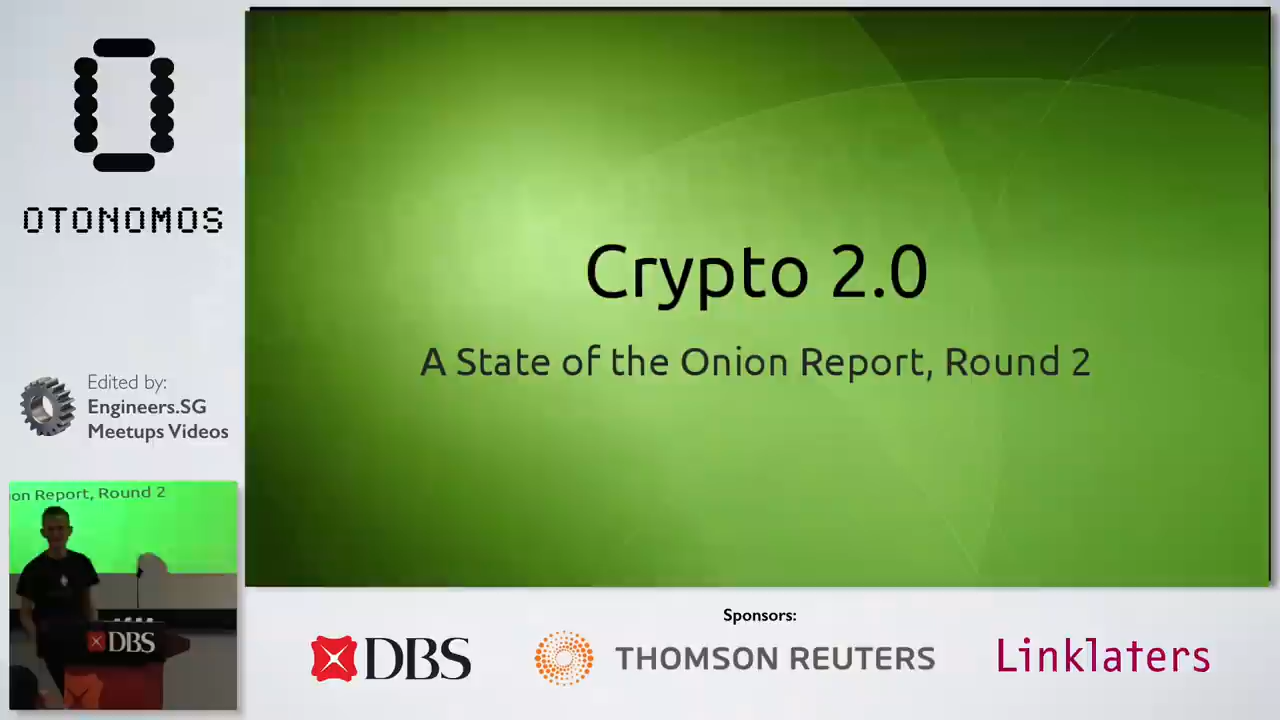 OTONOMOS
Edited by:
Engineers.SG
Meetups Videos
Crypto 2.0
A State of the Onion Report, Round 2
on Report, Round 2
DBS
Sponsors:
DBS
THOMSON REUTERS
Linklaters